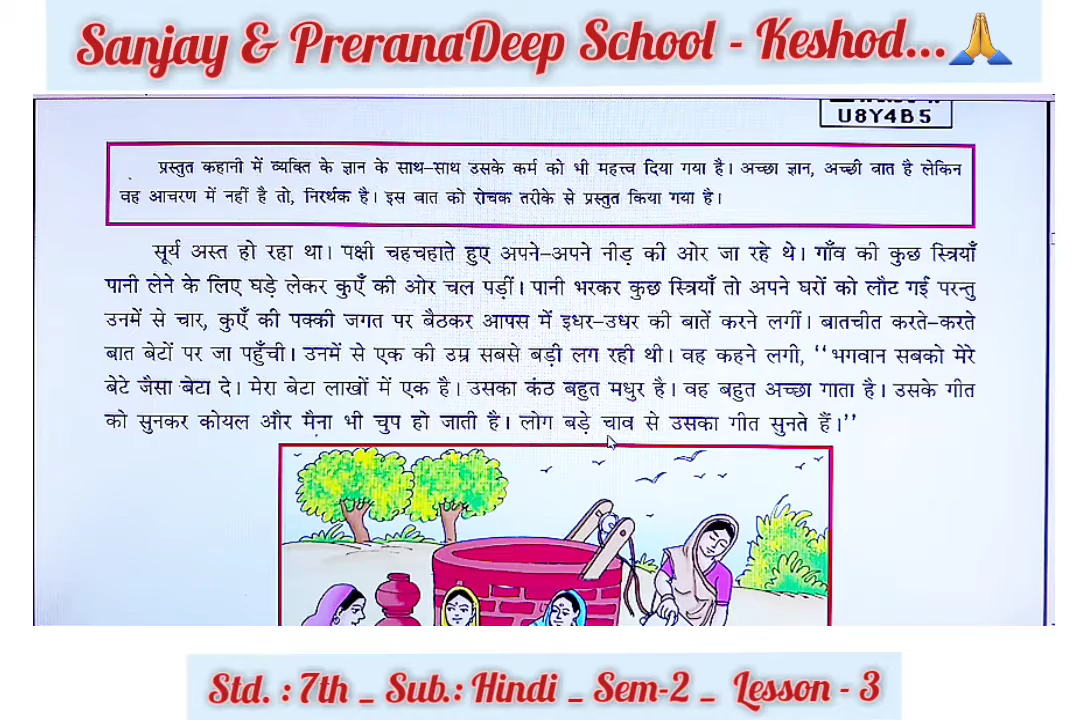 Sanjay & PreranaDeep School - Keshod...🙏
U8Y4B5
प्रस्तुत कहानी में व्यक्ति के ज्ञान के साथ-साथ उसके कर्म को भी महत्त्व दिया गया है। अच्छा ज्ञान, अच्छी बात है लेकिन
वह आचरण में नहीं है तो, निरर्थक है। इस बात को रोचक तरीके से प्रस्तुत किया गया है।
सूर्य अस्त हो रहा था। पक्षी चहचहाते हुए अपने-अपने नीड़ की ओर जा रहे थे। गाँव की कुछ स्त्रियाँ
पानी लेने के लिए घड़े लेकर कुएँ की ओर चल पड़ीं। पानी भरकर कुछ स्त्रियाँ तो अपने घरों को लौट गईं परन्तु
उनमें से चार, कुएँ की पक्की जगत पर बैठकर आपस में इधर-उधर की बातें करने लगीं। बातचीत करते-करते
बात बेटों पर जा पहुँची। उनमें से एक की उम्र सबसे बड़ी लग रही थी। वह कहने लगी, ‘‘भगवान सबको मेरे
बेटे जैसा बेटा दे। मेरा बेटा लाखों में एक है। उसका कंठ बहुत मधुर है। वह बहुत अच्छा गाता है। उसके गीत
को सुनकर कोयल और मैना भी चुप हो जाती है। लोग बड़े चाव से उसका गीत सुनते हैं।’’
Std. : 7th _ Sub.: Hindi _ Sem-2 _ Lesson - 3